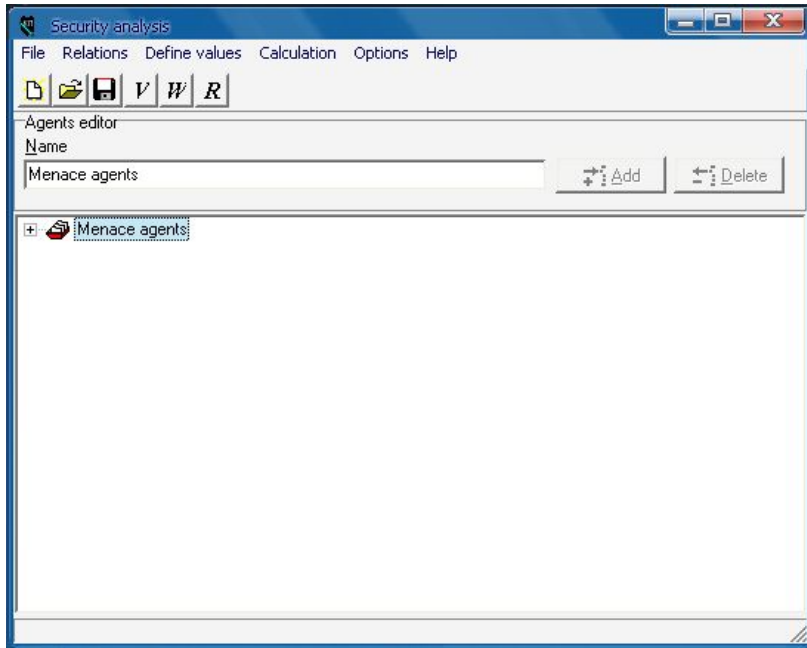 Security analysis
File Relations Define values Calculation Options Help
V W R
Agents editor
Name
Menace agents
Add Delete
Menace agents